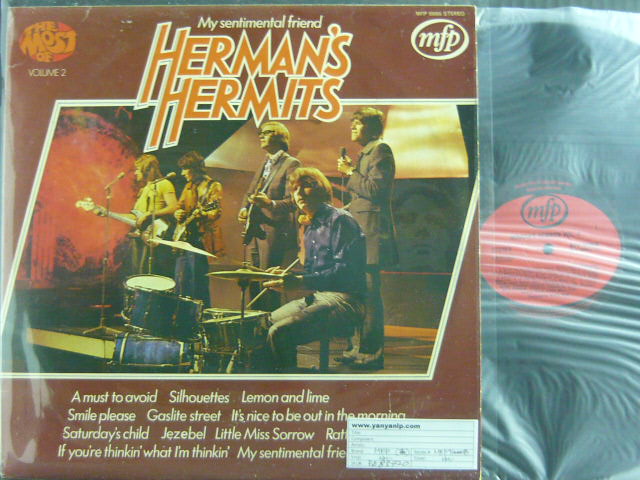 My sentimental friend
HERMAN'S
HERMITS
THE
MOST
OF
VOLUME 2
STEREO
mfp
mfp
A must to avoid Silhouettes Lemon and lime
Smile please Gaslite street It's nice to be out in the morning
Saturday's child Jezebel Little Miss Sorrow
If you're thinkin' what I'm thinkin' My sentimental frie
www.yanyanlp.com